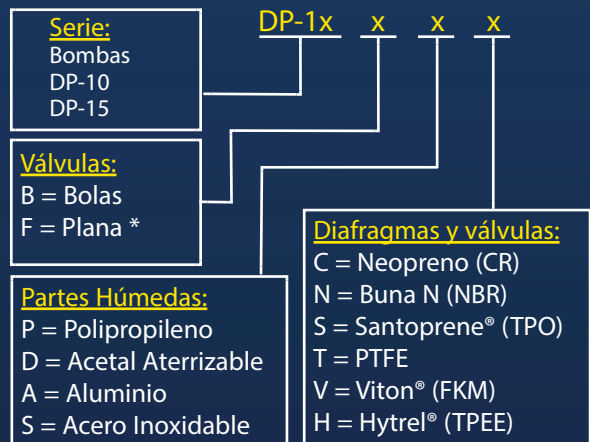 DP-1x x x x
Serie:
Bombas
DP-10
DP-15
Válvulas:
B = Bolas
F = Plana *
Partes Húmedas:
P = Polipropileno
D = Acetal Aterrizable
A = Aluminio
S = Acero Inoxidable
Diafragmas y válvulas:
C = Neopreno (CR)
N = Buna N (NBR)
S = Santoprene® (TPO)
T = PTFE
V = Viton® (FKM)
H = Hytrel® (TPEE)